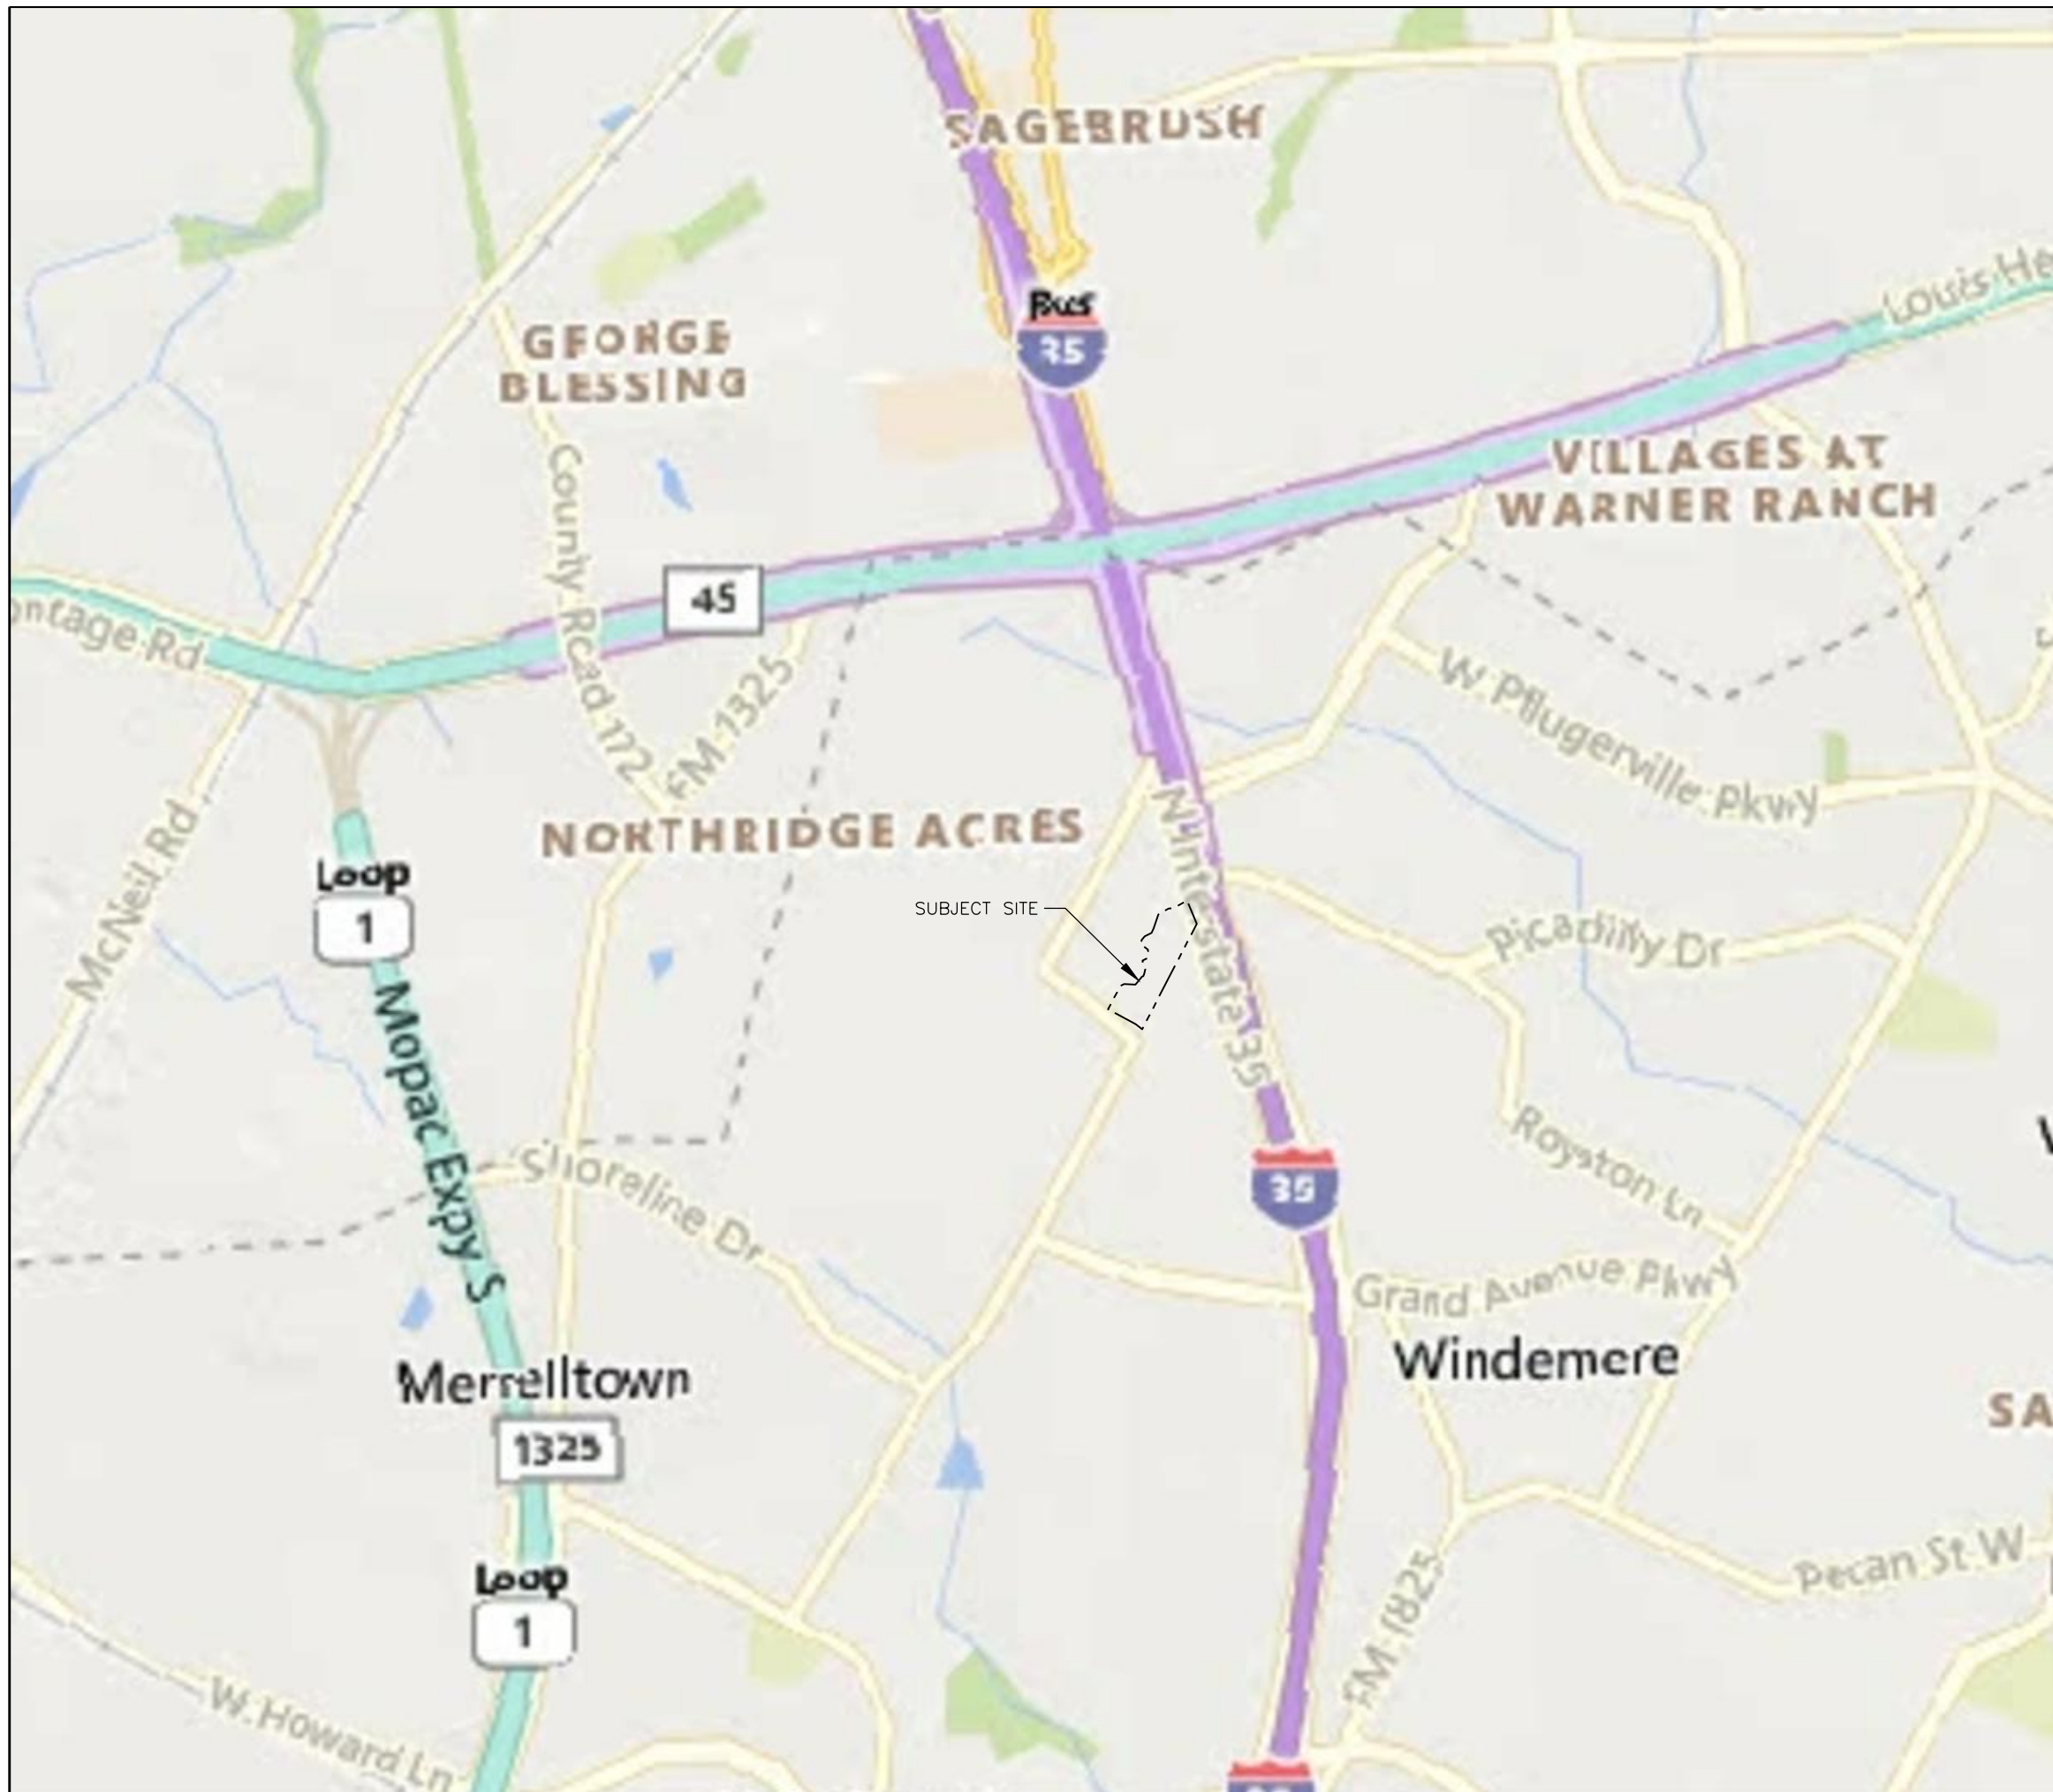 SAGEBRUSH
Bus
35
GEORGE
BLESSING
Louis He
VILLAGES AT
WARNER RANCH
County Road 172
45
ontage Rd
FM 1325
W Pflugerville Pkwy
NORTHRIDGE ACRES
McNeil Rd
Loop
1
SUBJECT SITE
N Interstate 35
Picadilly Dr
Mopac Expy S
Royston Ln
Shoreline Dr
35
Grand Avenue Pkwy
Windemere
Merrelltown
SA
1325
Pecan St W
Loop
1
FM 1825
W Howard Ln